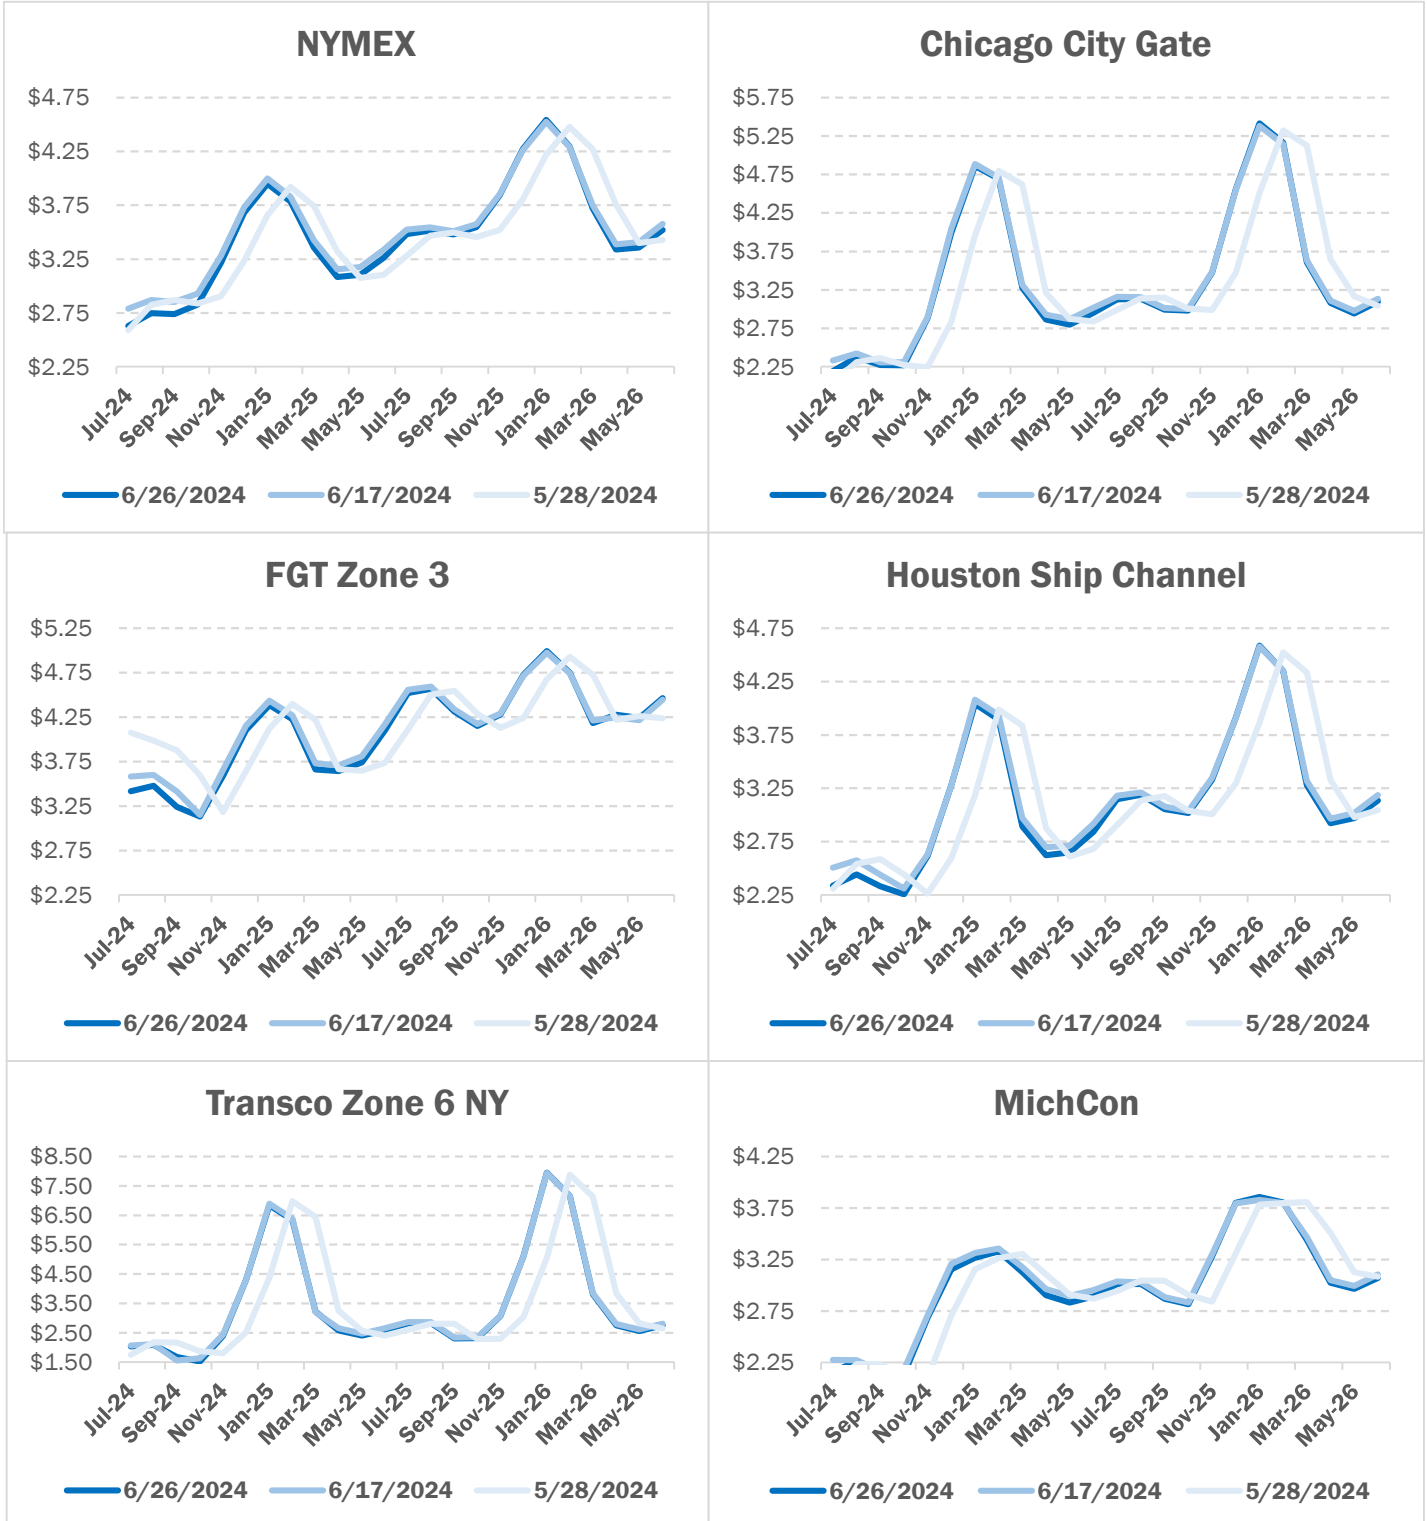 NYMEX
$4.75
$4.25
$3.75
$3.25
$2.75
$2.25
Jul-24 Sep-24 Nov-24 Jan-25 Mar-25 May-25 Jul-25 Sep-25 Nov-25 Jan-26 Mar-26 May-26
6/26/2024 6/17/2024 5/28/2024
Chicago City Gate
$5.75
$5.25
$4.75
$4.25
$3.75
$3.25
$2.75
$2.25
Jul-24 Sep-24 Nov-24 Jan-25 Mar-25 May-25 Jul-25 Sep-25 Nov-25 Jan-26 Mar-26 May-26
6/26/2024 6/17/2024 5/28/2024
FGT Zone 3
$5.25
$4.75
$4.25
$3.75
$3.25
$2.75
$2.25
Jul-24 Sep-24 Nov-24 Jan-25 Mar-25 May-25 Jul-25 Sep-25 Nov-25 Jan-26 Mar-26 May-26
6/26/2024 6/17/2024 5/28/2024
Houston Ship Channel
$4.75
$4.25
$3.75
$3.25
$2.75
$2.25
Jul-24 Sep-24 Nov-24 Jan-25 Mar-25 May-25 Jul-25 Sep-25 Nov-25 Jan-26 Mar-26 May-26
6/26/2024 6/17/2024 5/28/2024
Transco Zone 6 NY
$8.50
$7.50
$6.50
$5.50
$4.50
$3.50
$2.50
$1.50
Jul-24 Sep-24 Nov-24 Jan-25 Mar-25 May-25 Jul-25 Sep-25 Nov-25 Jan-26 Mar-26 May-26
6/26/2024 6/17/2024 5/28/2024
MichCon
$4.25
$3.75
$3.25
$2.75
$2.25
Jul-24 Sep-24 Nov-24 Jan-25 Mar-25 May-25 Jul-25 Sep-25 Nov-25 Jan-26 Mar-26 May-26
6/26/2024 6/17/2024 5/28/2024